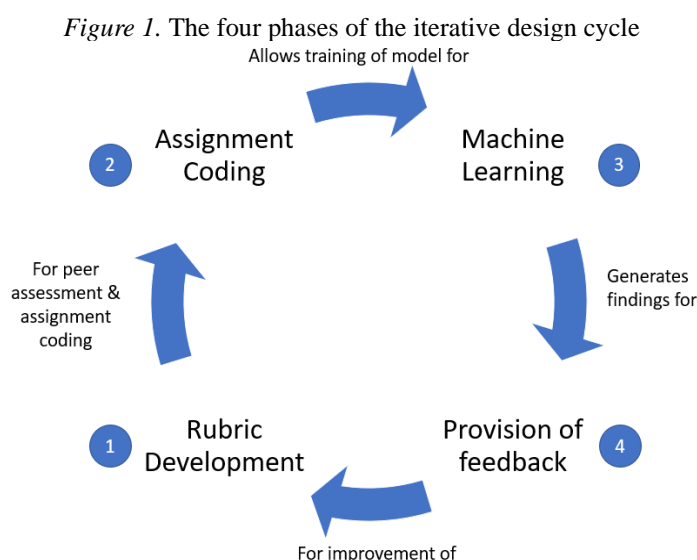 Figure 1. The four phases of the iterative design cycle
Allows training of model for
Assignment
Coding
2
Machine
Learning
3
For peer
assessment &
assignment
coding
Generates
findings for
1
Rubric
Development
Provision of
feedback
4
For improvement of